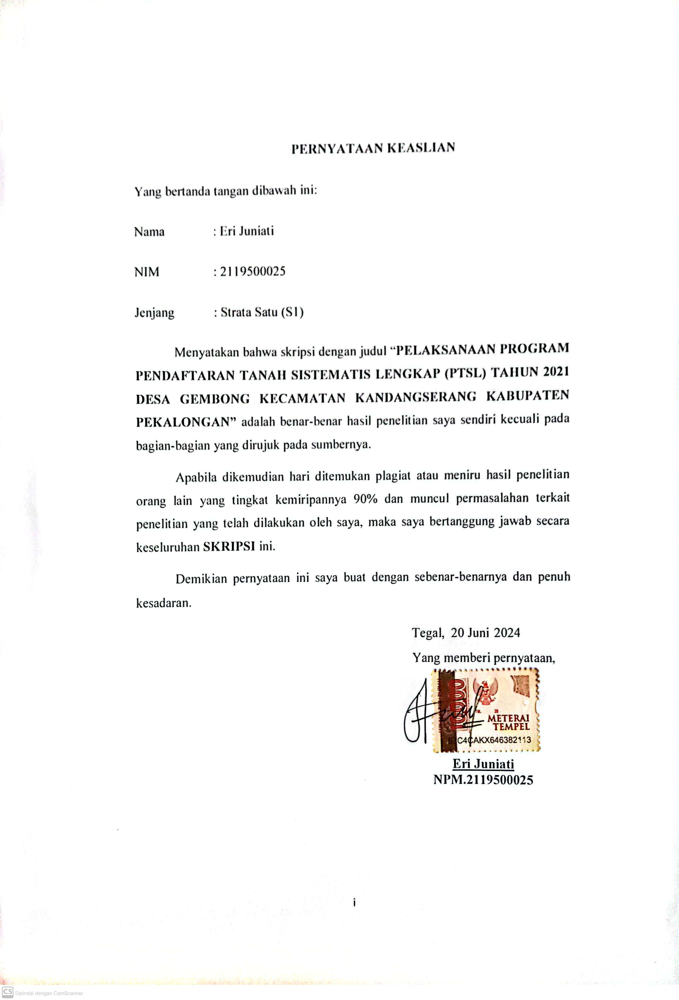 PERNYATAAN KEASLIAN
Yang bertanda tangan dibawah ini:
Nama : Eri Juniati
NIM : 2119500025
Jenjang : Strata Satu (S1)
Menyatakan bahwa skripsi dengan judul “PELAKSANAAN PROGRAM
PENDAFTARAN TANAH SISTEMATIS LENGKAP (PTSL) TAHUN 2021
DESA GEMBONG KECAMATAN KANDANGSERANG KABUPATEN
PEKALONGAN” adalah benar-benar hasil penelitian saya sendiri kecuali pada
bagian-bagian yang dirujuk pada sumbernya.
Apabila dikemudian hari ditemukan plagiat atau meniru hasil penelitian
orang lain yang tingkat kemiripannya 90% dan muncul permasalahan terkait
penelitian yang telah dilakukan oleh saya, maka saya bertanggung jawab secara
keseluruhan SKRIPSI ini.
Demikian pernyataan ini saya buat dengan sebenar-benarnya dan penuh
kesadaran.
Tegal, 20 Juni 2024
Yang memberi pernyataan,
METERAI
TEMPEL
C4CAKX646382113
Eri Juniati
NPM.2119500025
i
CS Dipindai dengan CamScanner